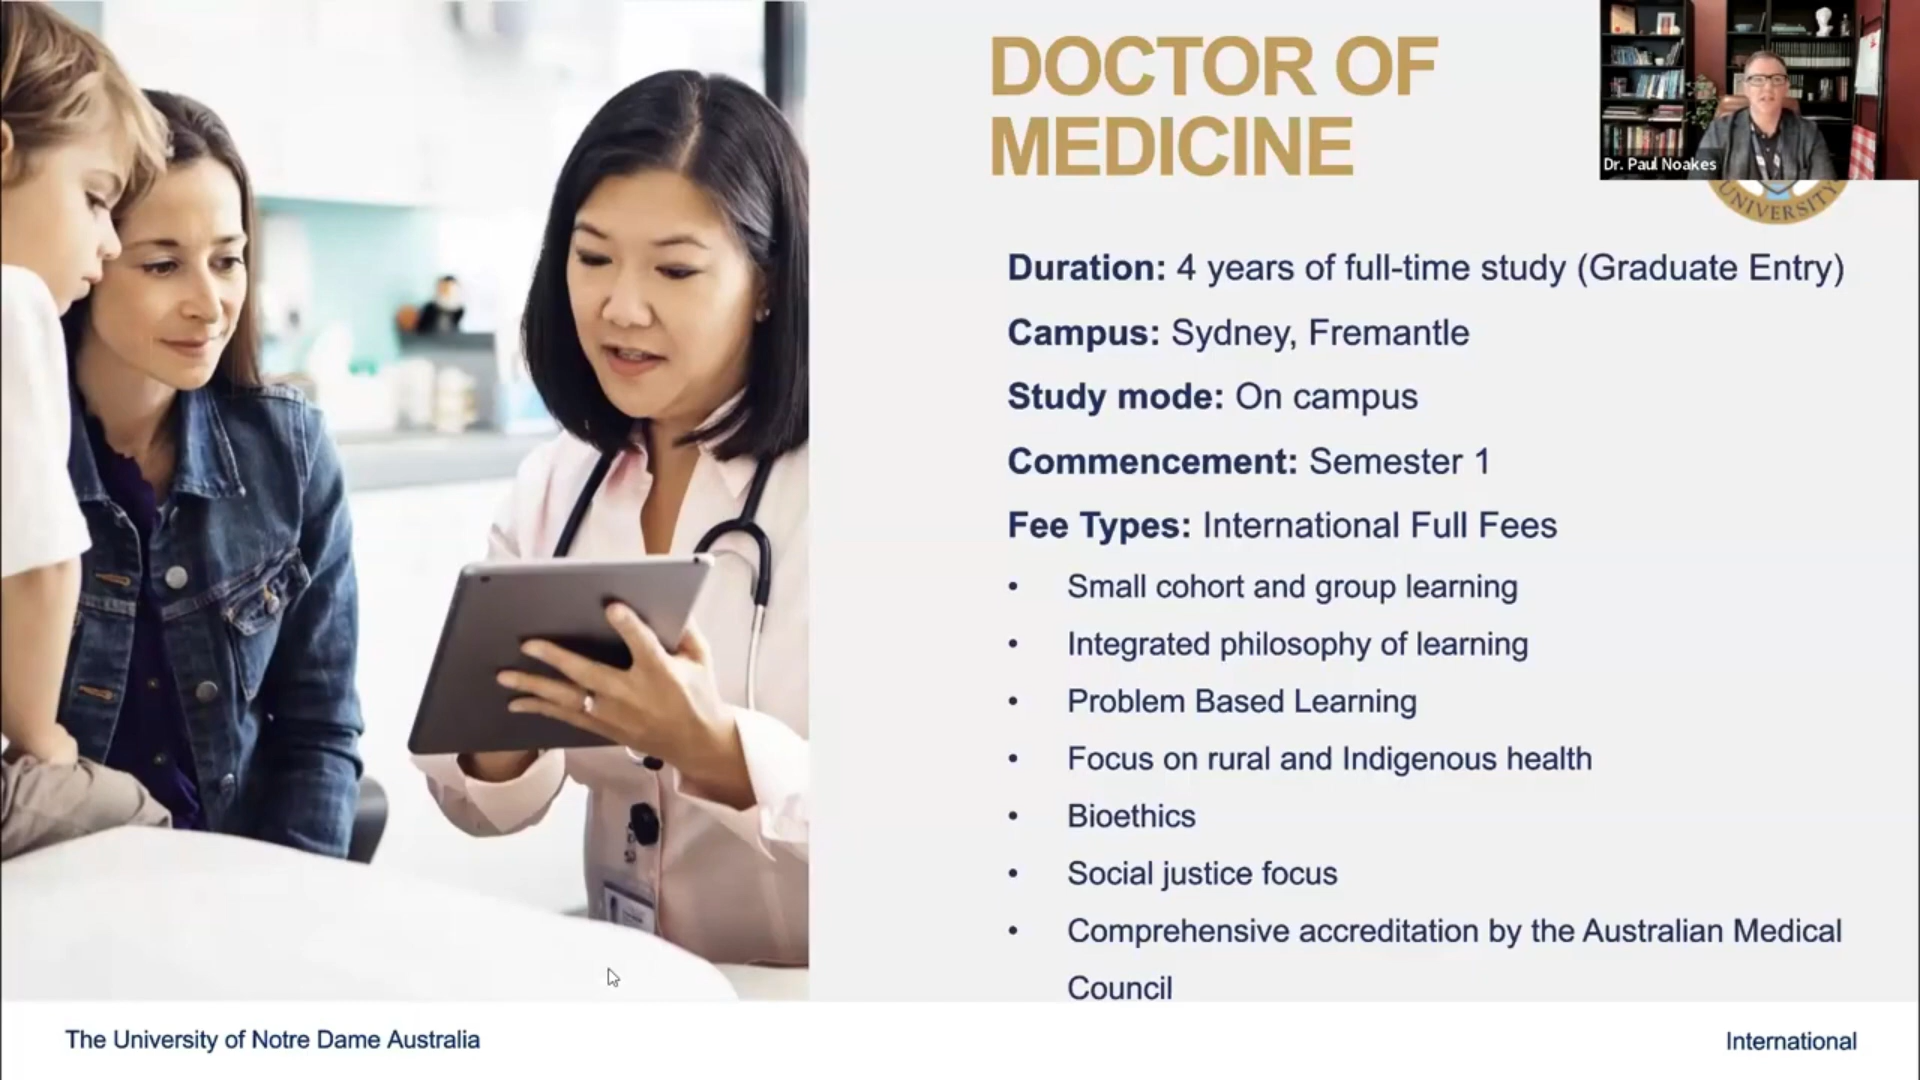 DOCTOR OF
MEDICINE
Dr. Paul Noakes
UNIVERSITY
Duration: 4 years of full-time study (Graduate Entry)
Campus: Sydney, Fremantle
Study mode: On campus
Commencement: Semester 1
Fee Types: International Full Fees
• Small cohort and group learning
• Integrated philosophy of learning
• Problem Based Learning
• Focus on rural and Indigenous health
• Bioethics
• Social justice focus
• Comprehensive accreditation by the Australian Medical
Council
The University of Notre Dame Australia
International